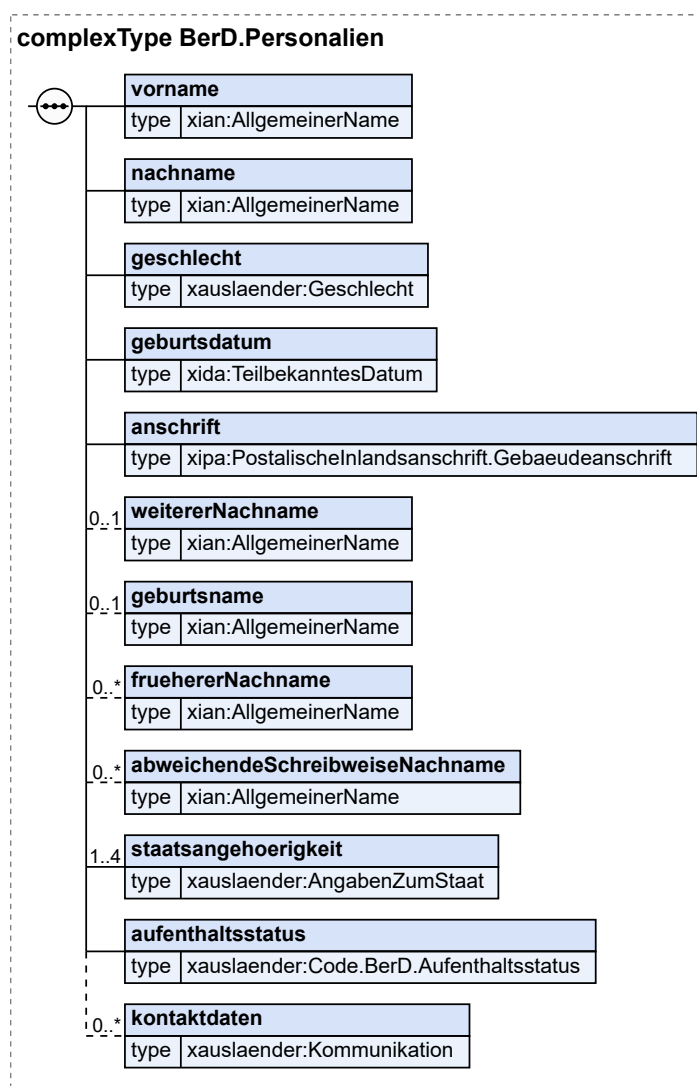 complexType BerD.Personalien
vorname
type xian:AllgemeinerName
nachname
type xian:AllgemeinerName
geschlecht
type xauslaender:Geschlecht
geburtsdatum
type xida:TeilbekanntesDatum
anschrift
type xipa:PostalischeInlandsanschrift.Gebaeudeanschrift
0..1 weitererNachname
type xian:AllgemeinerName
0..1 geburtsname
type xian:AllgemeinerName
0..* fruehererNachname
type xian:AllgemeinerName
0..* abweichendeSchreibweiseNachname
type xian:AllgemeinerName
1..4 staatsangehoerigkeit
type xauslaender:AngabenZumStaat
aufenthaltsstatus
type xauslaender:Code.BerD.Aufenthaltsstatus
0..* kontaktdaten
type xauslaender:Kommunikation